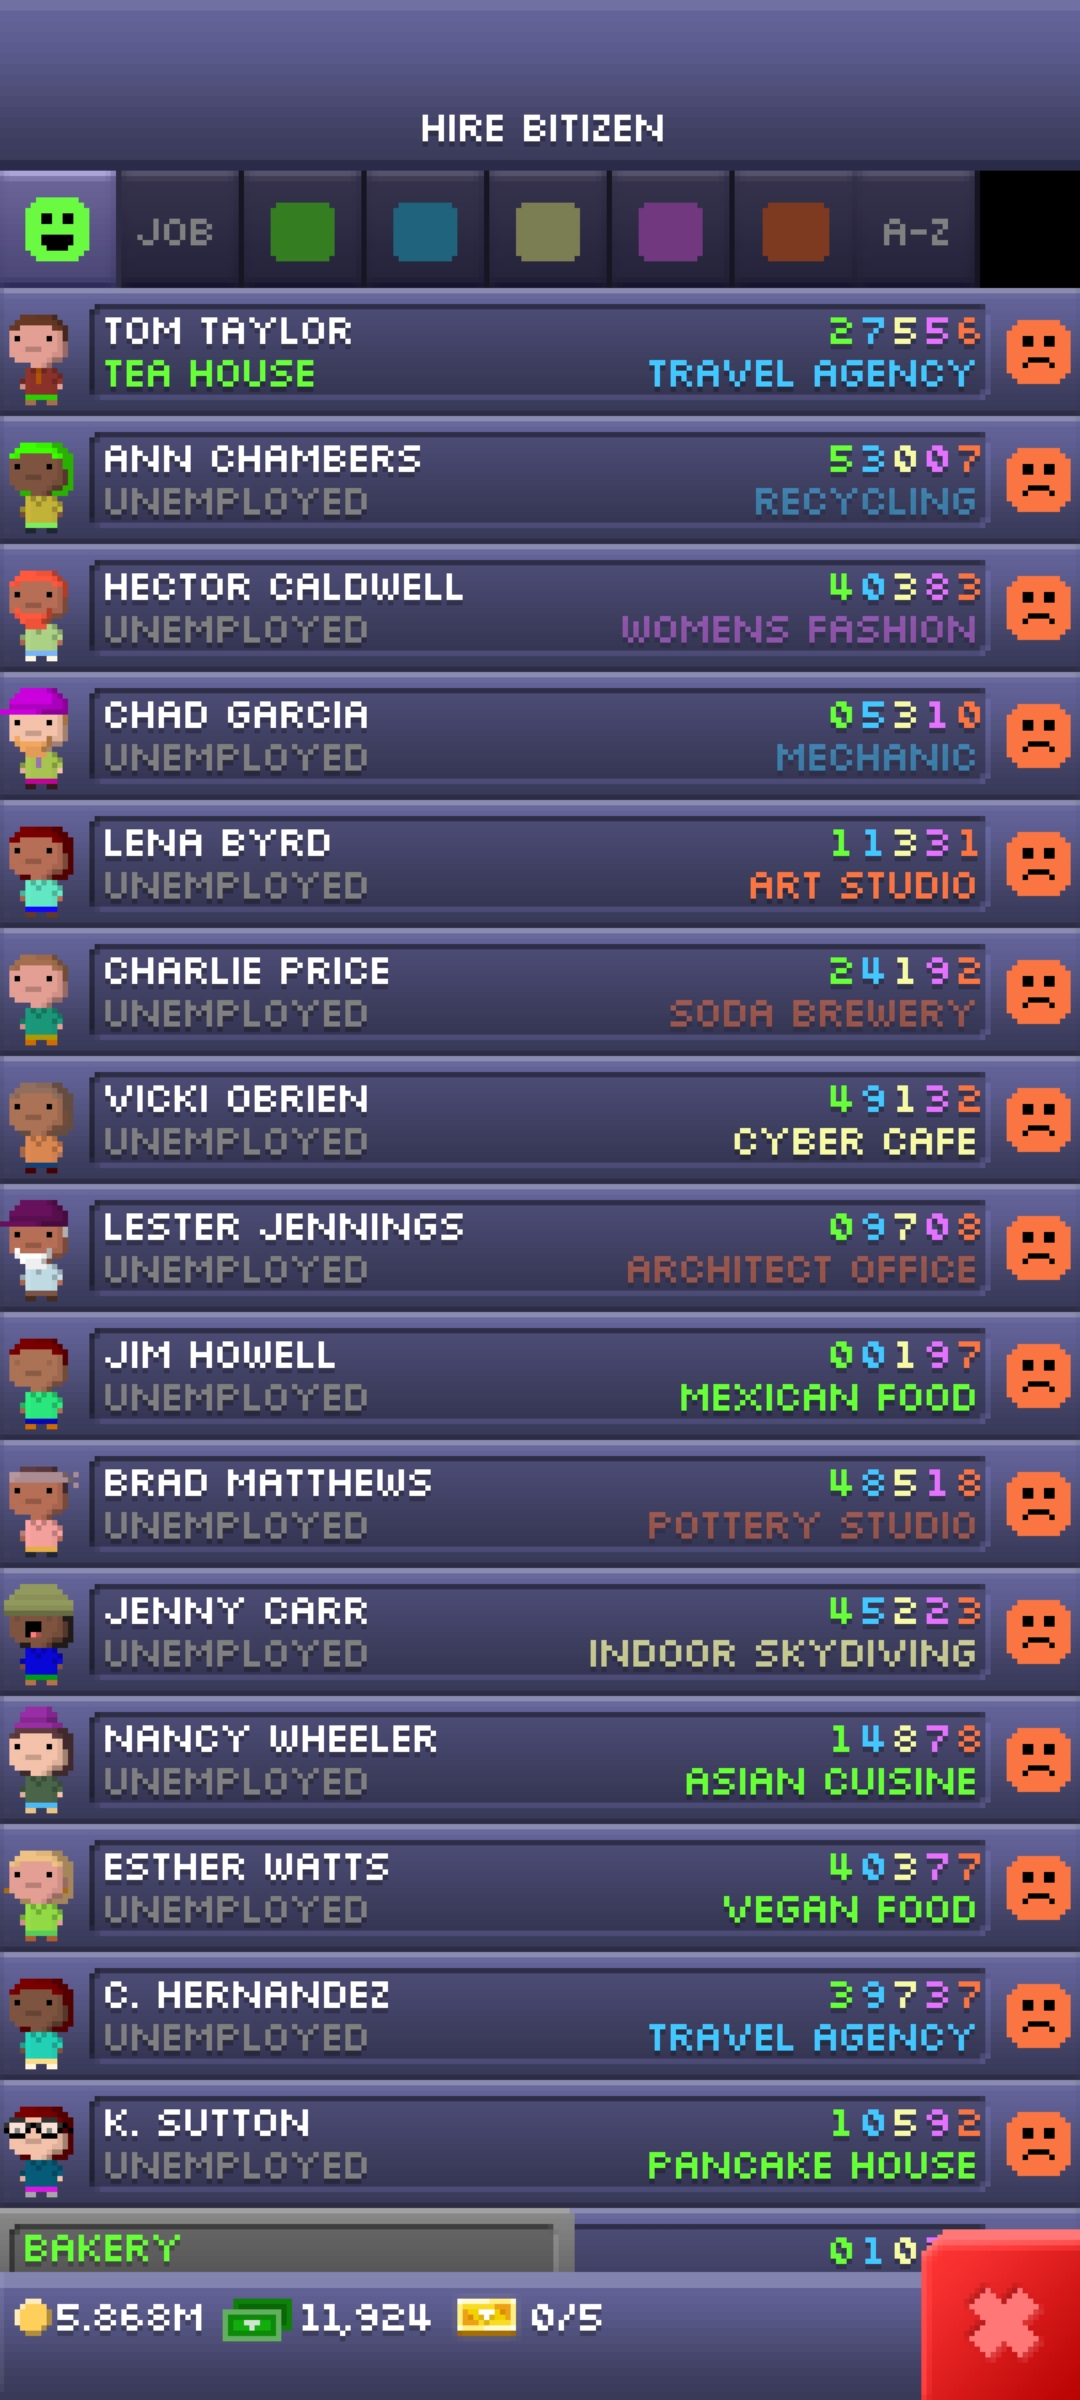 HIRE BITIZEN
JOB A-Z
TOM TAYLOR 27556
TEA HOUSE TRAVEL AGENCY
ANN CHAMBERS 53007
UNEMPLOYED RECYCLING
HECTOR CALDWELL 40383
UNEMPLOYED WOMENS FASHION
CHAD GARCIA 05310
UNEMPLOYED MECHANIC
LENA BYRD 11331
UNEMPLOYED ART STUDIO
CHARLIE PRICE 24192
UNEMPLOYED SODA BREWERY
VICKI OBRIEN 49132
UNEMPLOYED CYBER CAFE
LESTER JENNINGS 09708
UNEMPLOYED ARCHITECT OFFICE
JIM HOWELL 00197
UNEMPLOYED MEXICAN FOOD
BRAD MATTHEWS 48518
UNEMPLOYED POTTERY STUDIO
JENNY CARR 45223
UNEMPLOYED INDOOR SKYDIVING
NANCY WHEELER 14878
UNEMPLOYED ASIAN CUISINE
ESTHER WATTS 40377
UNEMPLOYED VEGAN FOOD
C. HERNANDEZ 39737
UNEMPLOYED TRAVEL AGENCY
K. SUTTON 10592
UNEMPLOYED PANCAKE HOUSE
BAKERY 010
5.868M 11,924 0/5